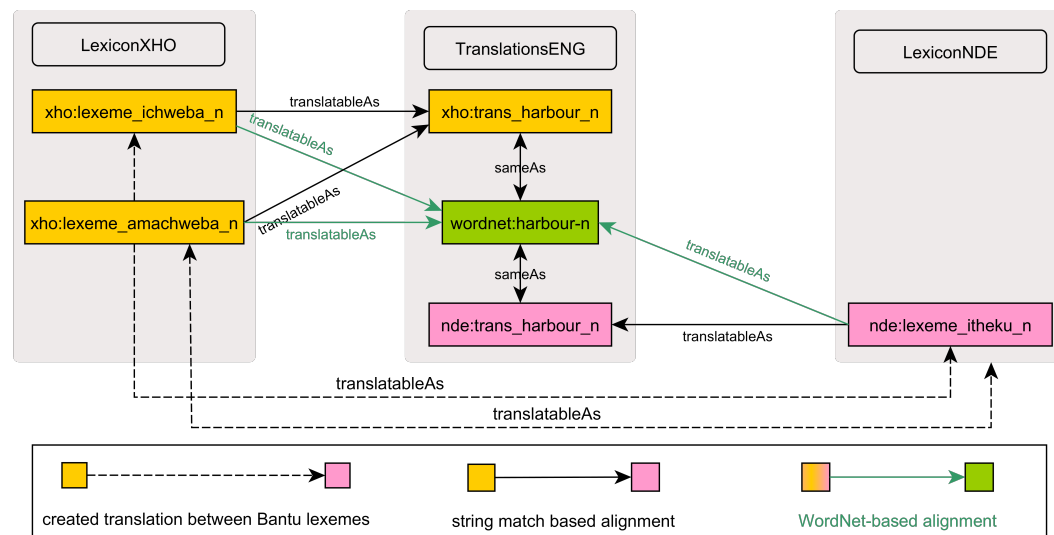 LexiconXHO
TranslationsENG
LexiconNDE
xho:lexeme_ichweba_n
translatableAs
xho:trans_harbour_n
translatableAs
sameAs
translatableAs
xho:lexeme_amachweba_n
translatableAs
wordnet:harbour-n
translatableAs
sameAs
nde:trans_harbour_n
translatableAs
nde:lexeme_itheku_n
translatableAs
translatableAs
created translation between Bantu lexemes
string match based alignment
WordNet-based alignment